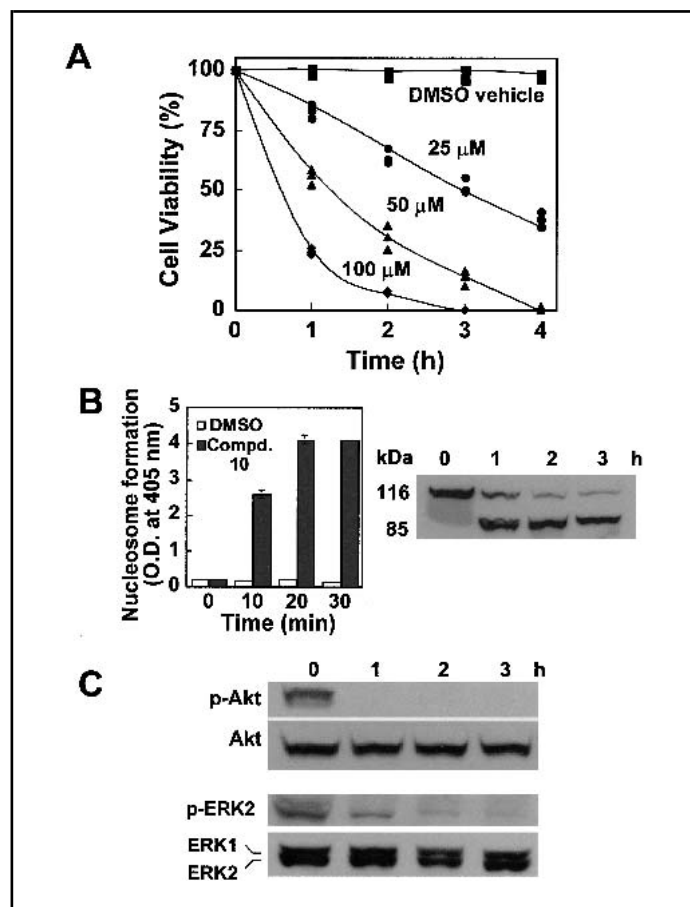 A
Cell Viability (%)
100
75
50
25
0
DMSO vehicle
25 µM
50 µM
100 µM
0 1 2 3 4
Time (h)
B
Nucleosome formation
(O.D. at 405 nm)
5
4
3
2
1
0
DMSO
Compd.
10
0 10 20 30
Time (min)
kDa 0 1 2 3 h
116
85
C
0 1 2 3 h
p-Akt
Akt
p-ERK2
ERK1
ERK2